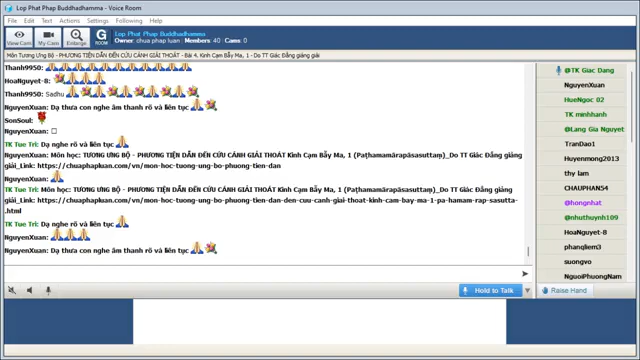 Lop Phat Phap Buddhadhamma - Voice Room
File Edit Text Actions Settings Following Help
View Cam My Cam Enlarge G ROOM Lop Phat Phap Buddhadhamma
Owner: chua phap luan Members: 40 Cams: 0
Môn Tương Ưng Bộ - PHƯƠNG TIỆN DẪN ĐẾN CỨU CÁNH GIẢI THOÁT - Bài 4. Kinh Cạm Bẫy Ma, 1 -Do TT Giác Đẳng giảng giải
Thanh9950:
HoaNguyet-8:
Thanh9950: Sadhu
NguyenXuan: Dạ thưa con nghe âm thanh rõ và liên tục
SonSoul:
NguyenXuan: □
TK Tue Tri: Dạ nghe rõ và liên tục
NguyenXuan: Môn học: TƯƠNG ƯNG BỘ - PHƯƠNG TIỆN DẪN ĐẾN CỨU CÁNH GIẢI THOÁT Kinh Cạm Bẫy Ma, 1 (Paṭhamamārapāsasuttaṃ)_Do TT Giác Đẳng giảng
giải_Link: https://chuaphapluan.com/vn/mon-hoc-tuong-ung-bo-phuong-tien-dan
NguyenXuan:
TK Tue Tri: Môn học: TƯƠNG ƯNG BỘ - PHƯƠNG TIỆN DẪN ĐẾN CỨU CÁNH GIẢI THOÁT Kinh Cạm Bẫy Ma, 1 (Paṭhamamārapāsasuttaṃ)_Do TT Giác Đẳng giảng
giải_Link: https://chuaphapluan.com/vn/mon-hoc-tuong-ung-bo-phuong-tien-dan-den-cuu-canh-giai-thoat-kinh-cam-bay-ma-1-pa-hamam-rap-sasutta-
.html
TK Tue Tri: Dạ nghe rõ và liên tục
NguyenXuan:
NguyenXuan: Dạ thưa con nghe âm thanh rõ và liên tục
@TK Giac Dang
NguyenXuan
HueNgoc 02
TK minhhanh
@Lang Gia Nguyet
TranDao1
Huyenmong2013
thy lam
CHAUPHAN54
@hongnhat
@nhuthuynh109
HoaNguyet-8
phanqliem3
suongvo
NguoiPhuongNam
Hold to Talk
Raise Hand